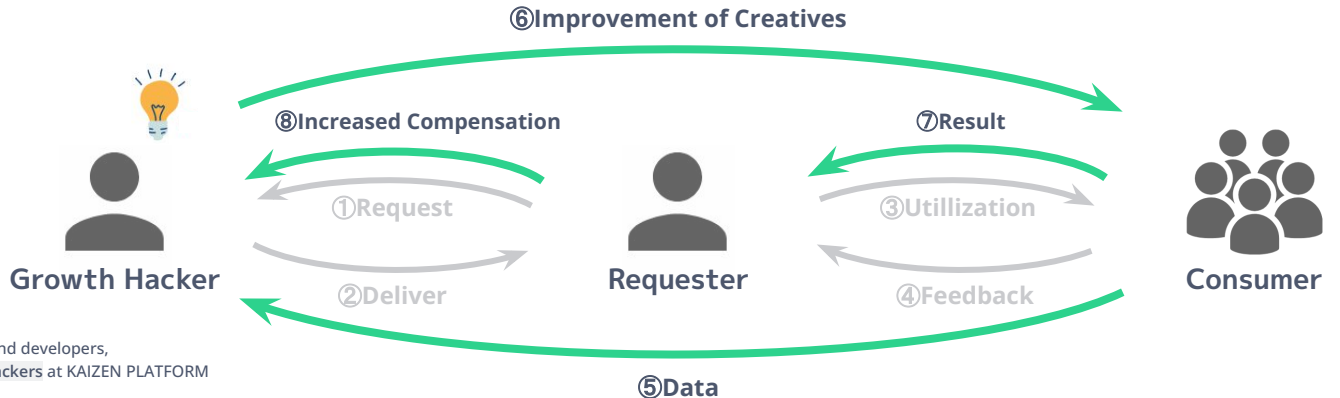 ⑥Improvement of Creatives
⑧Increased Compensation
⑦Result
①Request
③Utillization
Growth Hacker
Requester
Consumer
②Deliver
④Feedback
nd developers,
ackers at KAIZEN PLATFORM
⑤Data